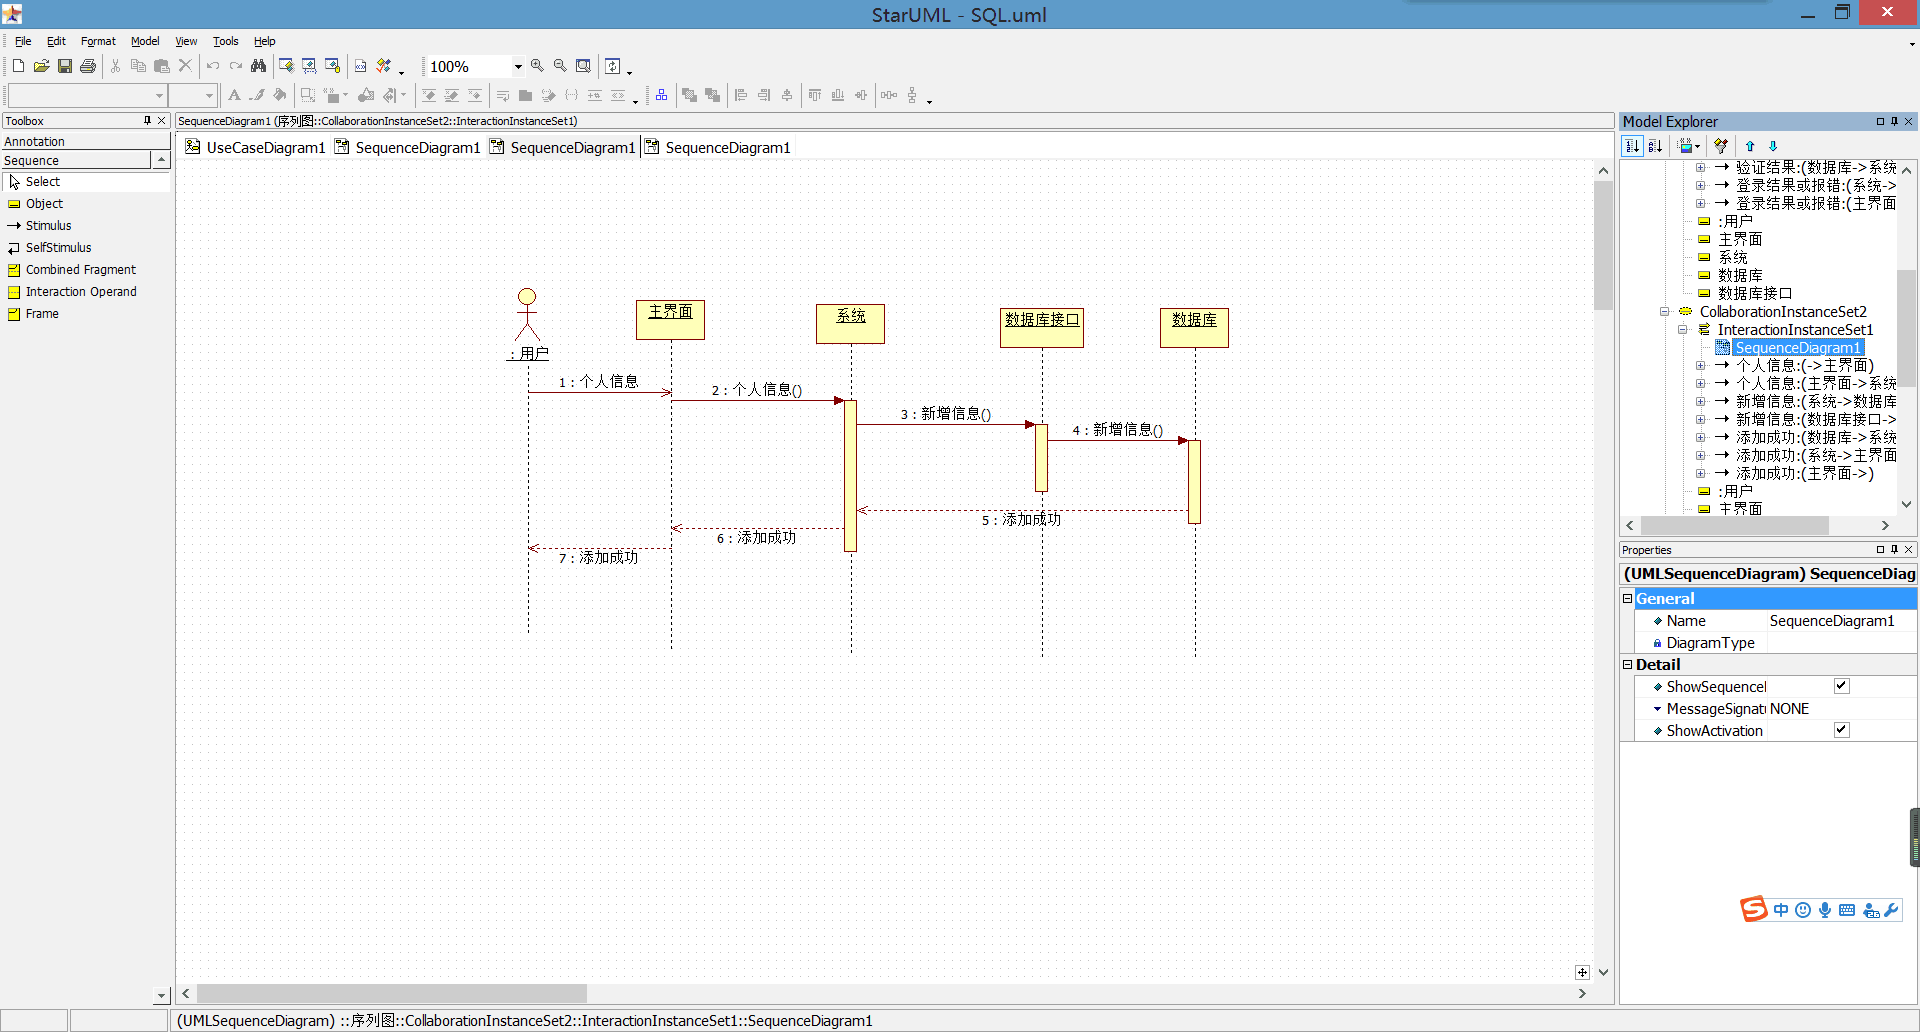 StarUML - SQL.uml
File Edit Format Model View Tools Help
100%
Toolbox
Annotation
Sequence
Select
Object
Stimulus
SelfStimulus
Combined Fragment
Interaction Operand
Frame
SequenceDiagram1 (序列图::CollaborationInstanceSet2::InteractionInstanceSet1)
UseCaseDiagram1 SequenceDiagram1 SequenceDiagram1 SequenceDiagram1
主界面
系统
数据库接口
数据库
: 用户
1 : 个人信息
2 : 个人信息()
3 : 新增信息()
4 : 新增信息()
5 : 添加成功
6 : 添加成功
7 : 添加成功
Model Explorer
验证结果:(数据库->系统
登录结果或报错:(系统->
登录结果或报错:(主界面
:用户
主界面
系统
数据库
数据库接口
CollaborationInstanceSet2
InteractionInstanceSet1
SequenceDiagram1
个人信息:(->主界面)
个人信息:(主界面->系统
新增信息:(系统->数据库
新增信息:(数据库接口->
添加成功:(数据库->系统
添加成功:(系统->主界面
添加成功:(主界面->)
:用户
主界面
Properties
(UMLSequenceDiagram) SequenceDiag
General
Name SequenceDiagram1
DiagramType
Detail
ShowSequenceI
MessageSignatu NONE
ShowActivation
S 中
(UMLSequenceDiagram) ::序列图::CollaborationInstanceSet2::InteractionInstanceSet1::SequenceDiagram1